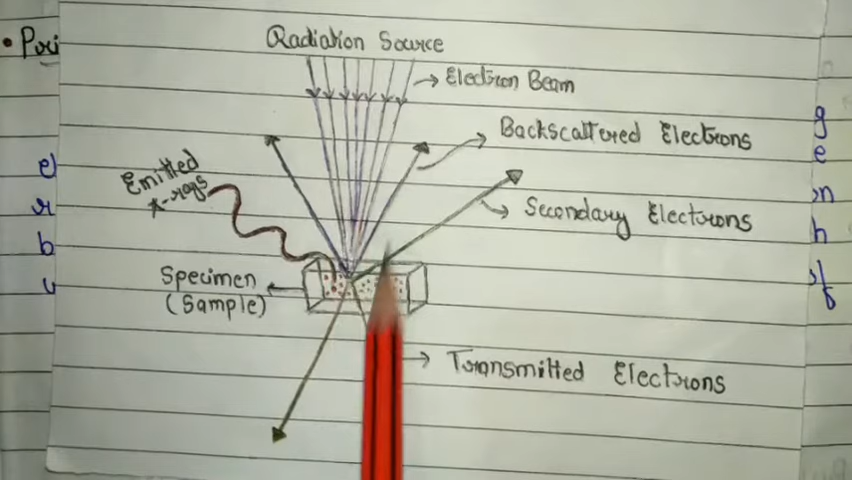 Radiation Source
Electron Beam
Backscattered Electrons
Emitted
X-rays
Secondary Electrons
Specimen
(Sample)
Transmitted Electrons